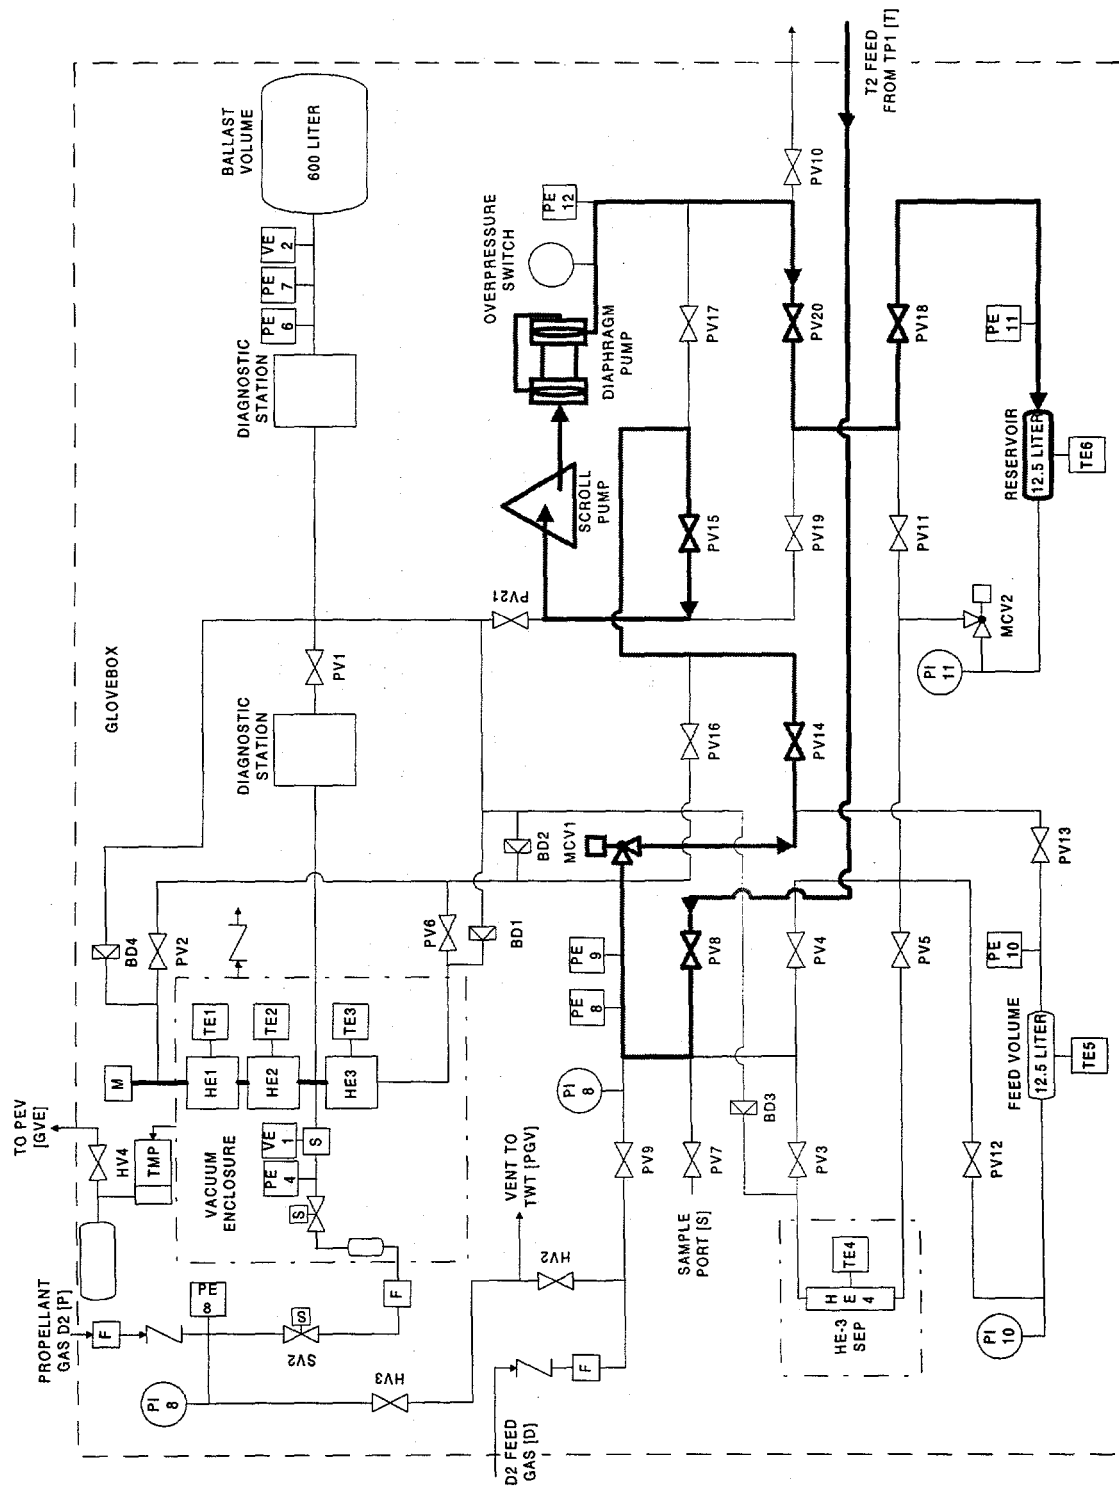 GLOVEBOX
TO PEV
[GVE]
HV4
TMP
PROPELLANT
GAS D2 [P]
F
PE
8
PI
8
SV2
S
HV3
F
VACUUM
ENCLOSURE
S
PE
4
VE
1
S
M
HE1
HE2
HE3
TE1
TE2
TE3
BD4
PV2
PV6
BD1
DIAGNOSTIC
STATION
PV1
DIAGNOSTIC
STATION
PE
6
PE
7
VE
2
BALLAST
VOLUME
600 LITER
D2 FEED
GAS [D]
F
HV2
VENT TO
TWT [PGV]
PV9
PI
8
PE
8
PE
9
MCV1
BD2
PV21
SCROLL
PUMP
DIAPHRAGM
PUMP
OVERPRESSURE
SWITCH
PE
12
SAMPLE
PORT [S]
PV7
PV8
BD3
PV16
PV15
PV17
PV3
PV4
PV14
PV19
PV20
PV10
T2 FEED
FROM TP1 [T]
HE-3
SEP
H
E
4
TE4
PV5
PV11
PV18
PI
10
PV12
FEED VOLUME
12.5 LITER
TE5
PE
10
PV13
PI
11
MCV2
RESERVOIR
12.5 LITER
TE6
PE
11